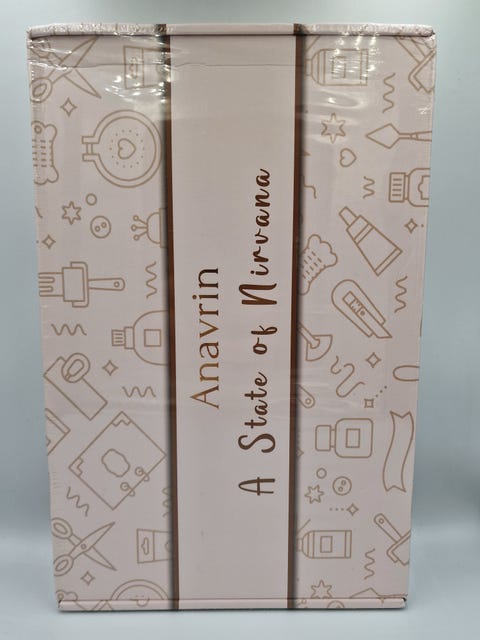 Anavrin
A State of Nirvana